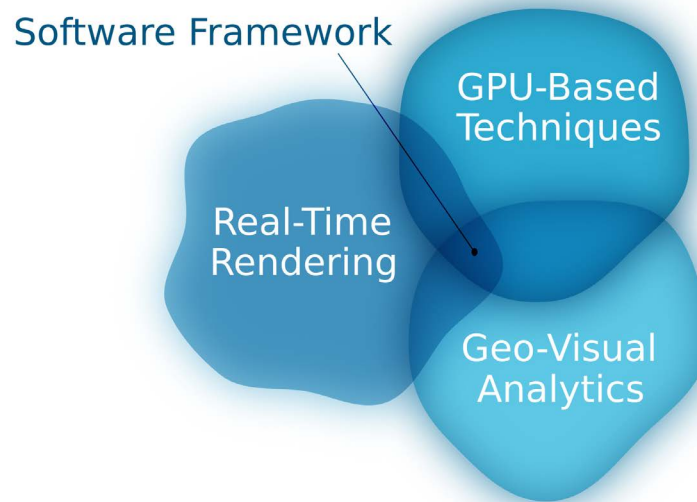 Software Framework
GPU-Based
Techniques
Real-Time
Rendering
Geo-Visual
Analytics